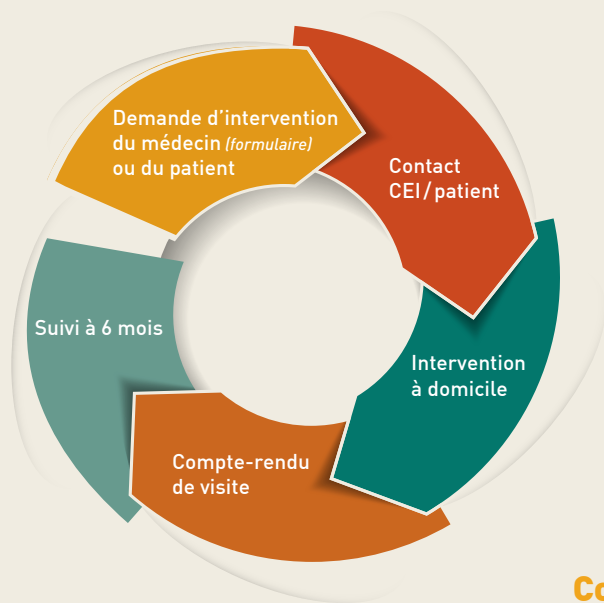 Demande d'intervention
du médecin (formulaire)
ou du patient
Contact
CEI/patient
Intervention
à domicile
Compte-rendu
de visite
Suivi à 6 mois